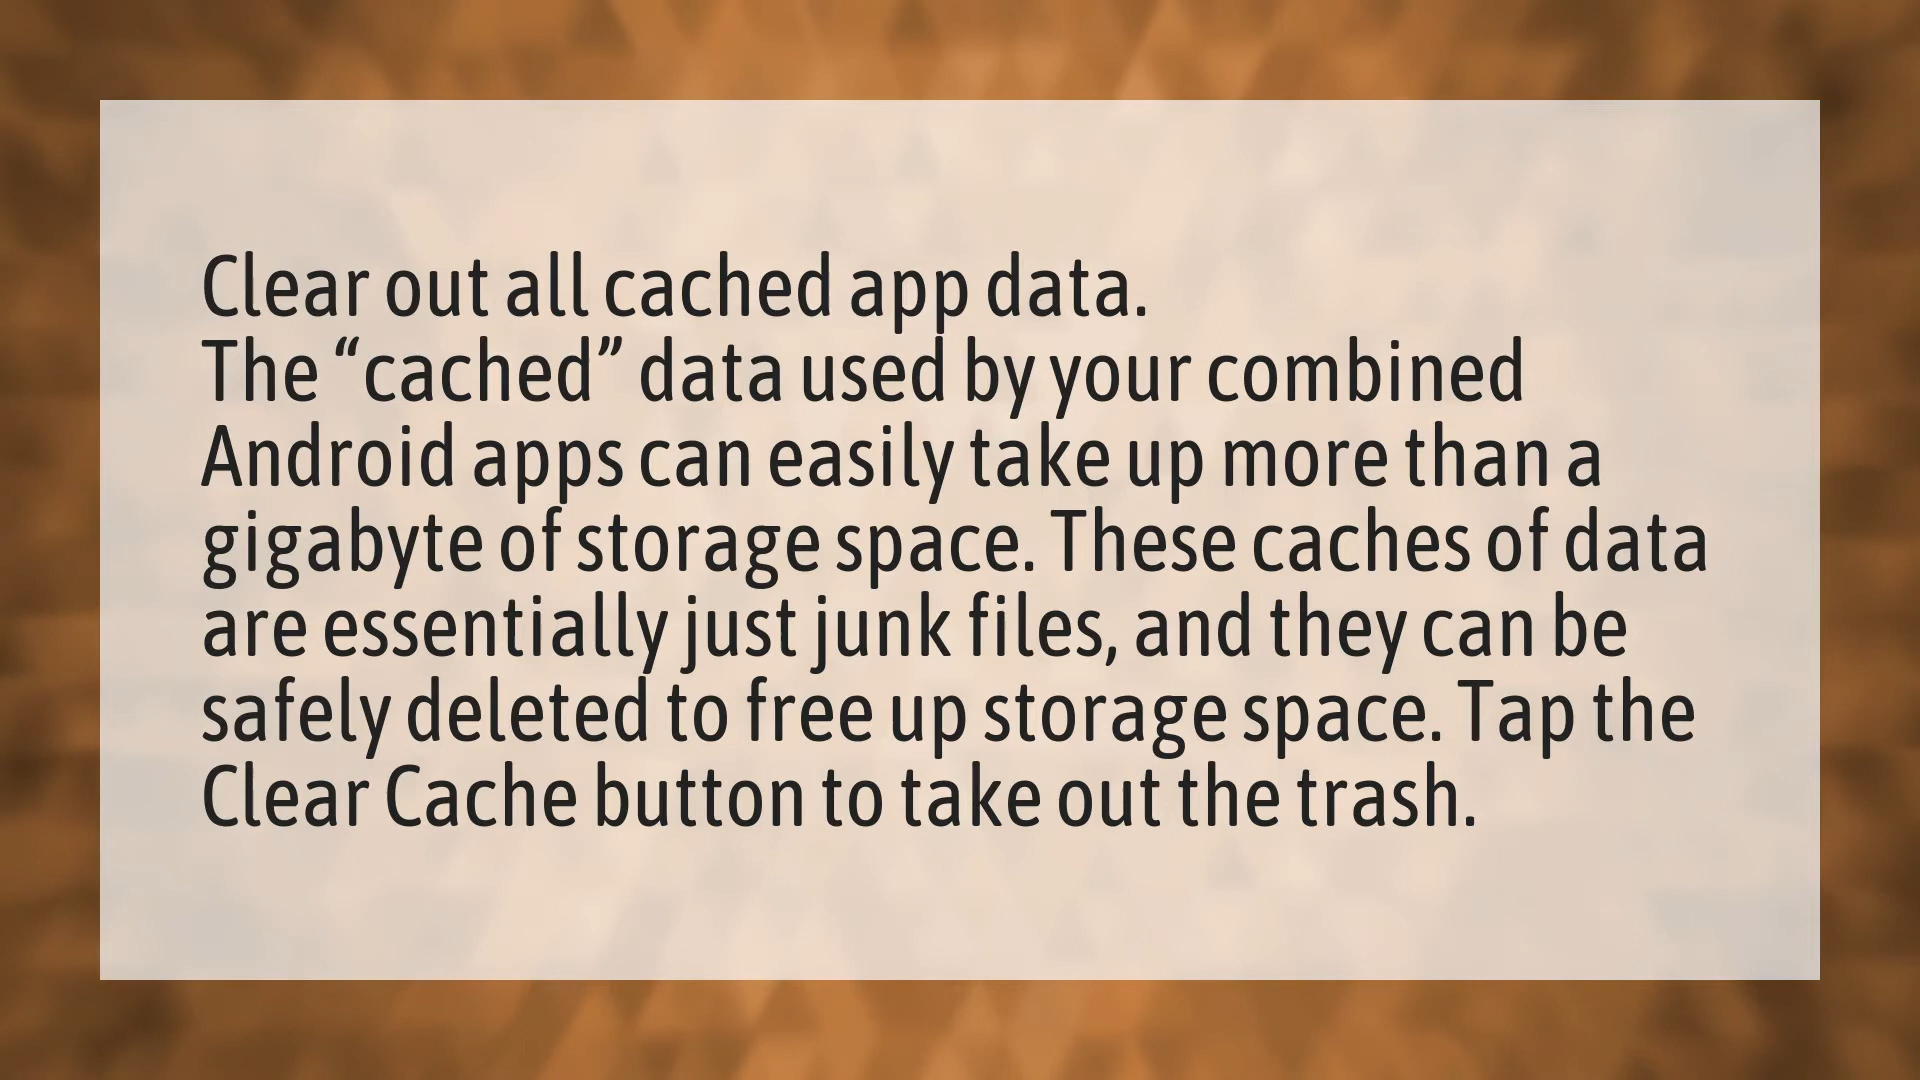 Clear out all cached app data.
The “cached” data used by your combined
Android apps can easily take up more than a
gigabyte of storage space. These caches of data
are essentially just junk files, and they can be
safely deleted to free up storage space. Tap the
Clear Cache button to take out the trash.